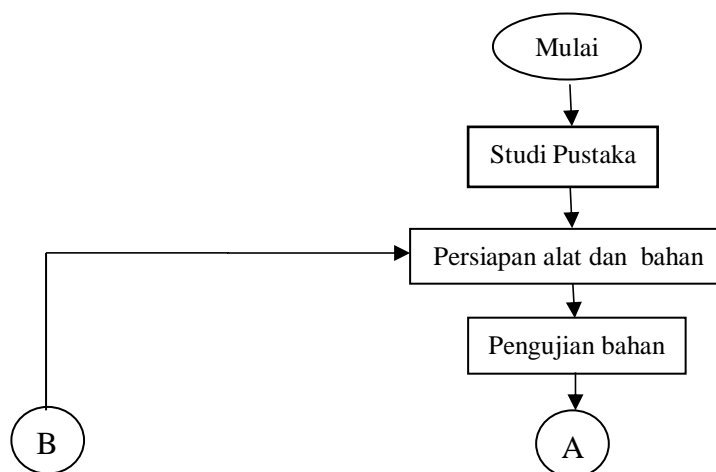 Mulai
Studi Pustaka
Persiapan alat dan bahan
Pengujian bahan
B
A